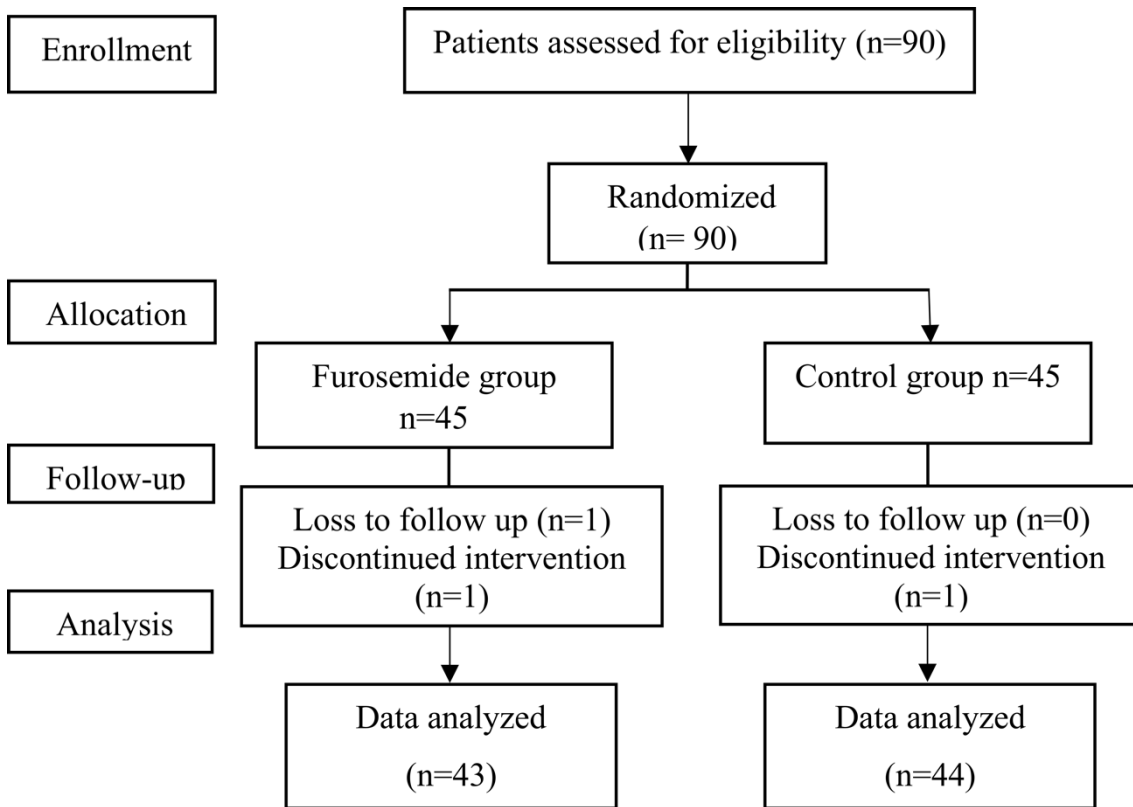 Enrollment
Patients assessed for eligibility (n=90)
Randomized
(n= 90)
Allocation
Furosemide group
n=45
Control group n=45
Follow-up
Loss to follow up (n=1)
Discontinued intervention
(n=1)
Loss to follow up (n=0)
Discontinued intervention
(n=1)
Analysis
Data analyzed
(n=43)
Data analyzed
(n=44)